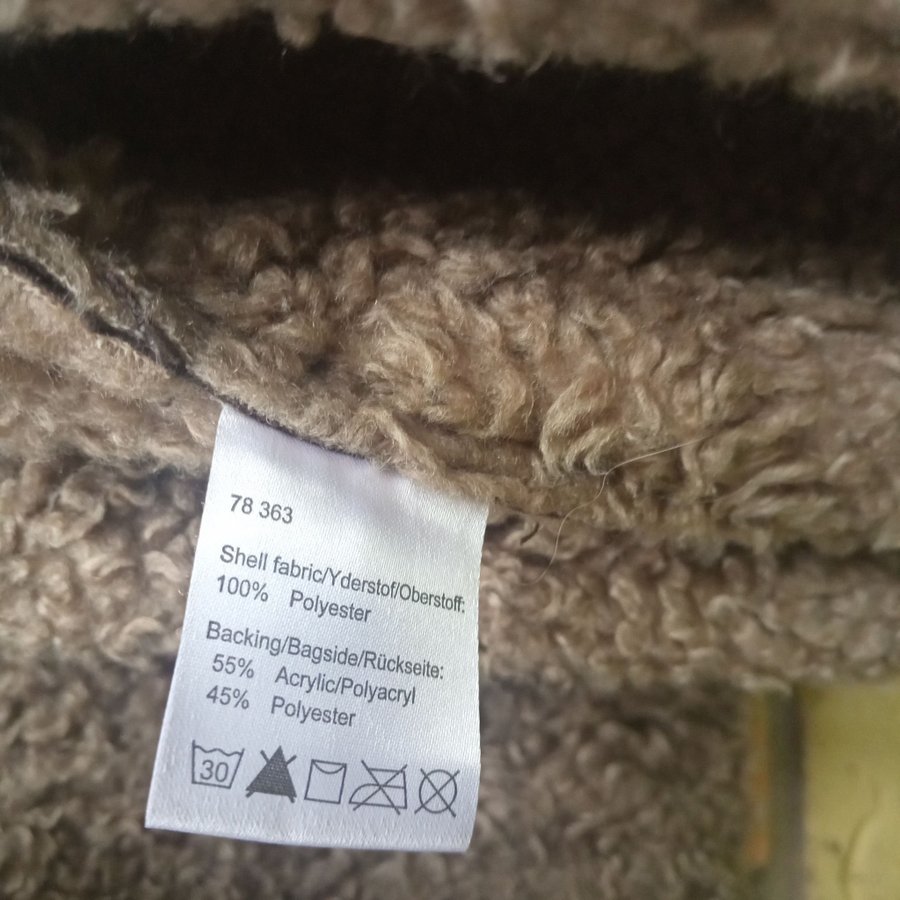 78 363
Shell fabric/Yderstof/Oberstoff:
100% Polyester
Backing/Bagside/Rückseite:
55% Acrylic/Polyacryl
45% Polyester
30